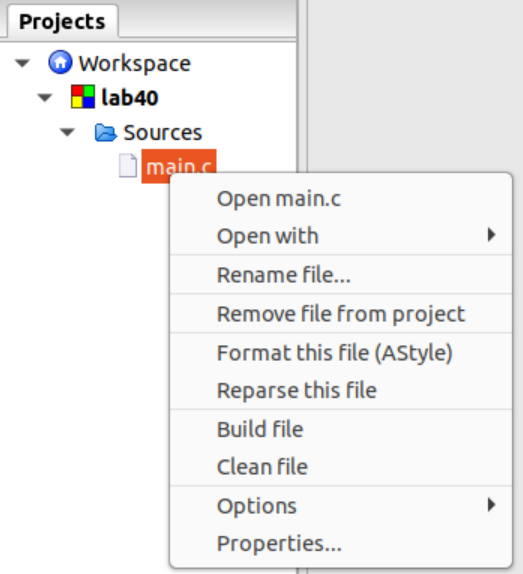 Projects
Workspace
lab40
Sources
main.c
Open main.c
Open with
Rename file...
Remove file from project
Format this file (AStyle)
Reparse this file
Build file
Clean file
Options
Properties...